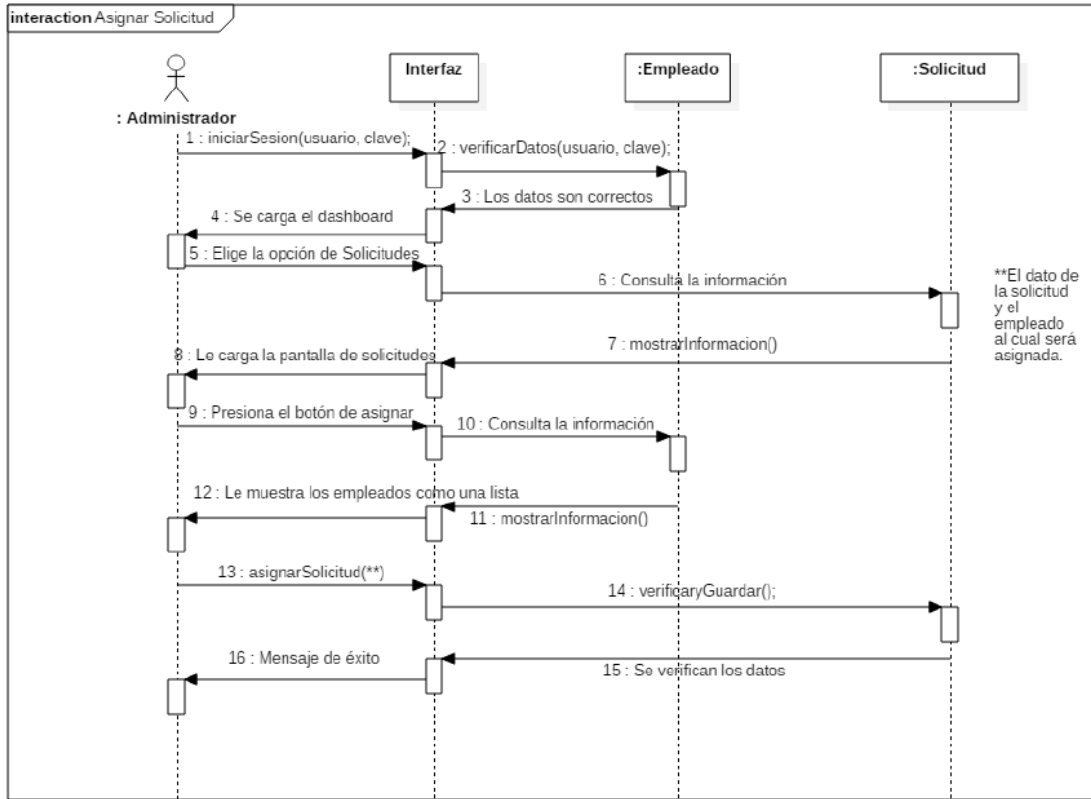 interaction Asignar Solicitud
Interfaz
:Empleado
:Solicitud
: Administrador
1 : iniciarSesion(usuario, clave);
2 : verificarDatos(usuario, clave);
3 : Los datos son correctos
4 : Se carga el dashboard
5 : Elige la opción de Solicitudes
6 : Consulta la información
**El dato de
la solicitud
y el
empleado
al cual será
asignada.
7 : mostrarInformacion()
8 : Le carga la pantalla de solicitudes
9 : Presiona el botón de asignar
10 : Consulta la información
12 : Le muestra los empleados como una lista
11 : mostrarInformacion()
13 : asignarSolicitud(**)
14 : verificaryGuardar();
16 : Mensaje de éxito
15 : Se verifican los datos